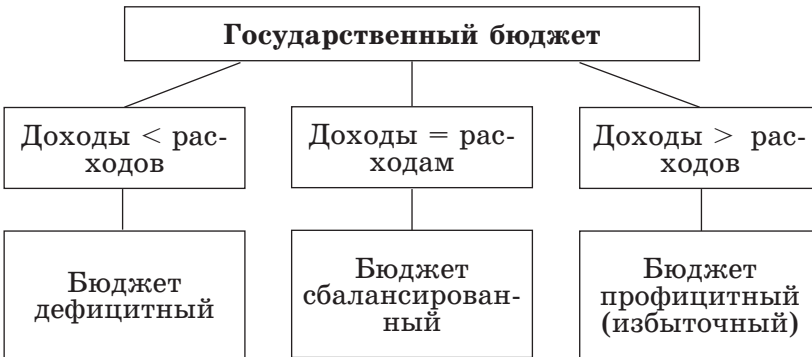 Государственный бюджет
Доходы < рас-
ходов
Доходы = рас-
ходам
Доходы > рас-
ходов
Бюджет
дефицитный
Бюджет
сбалансирован-
ный
Бюджет
профицитный
(избыточный)